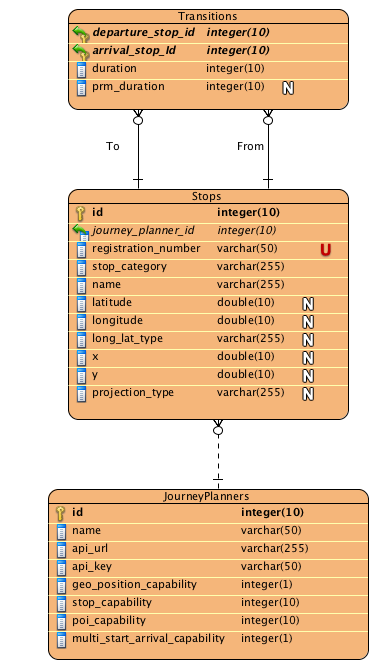 Transitions
departure_stop_id integer(10)
arrival_stop_Id integer(10)
duration integer(10)
prm_duration integer(10) N
To From
Stops
id integer(10)
journey_planner_id integer(10)
registration_number varchar(50) U
stop_category varchar(255)
name varchar(255)
latitude double(10) N
longitude double(10) N
long_lat_type varchar(255) N
x double(10) N
y double(10) N
projection_type varchar(255) N
JourneyPlanners
id integer(10)
name varchar(50)
api_url varchar(255)
api_key varchar(50)
geo_position_capability integer(1)
stop_capability integer(10)
poi_capability integer(10)
multi_start_arrival_capability integer(1)